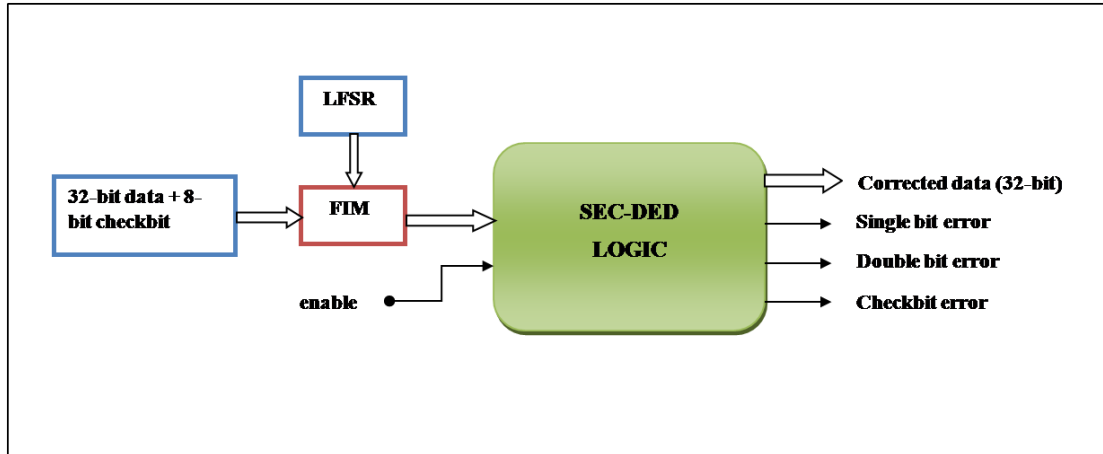 LFSR
32-bit data + 8-
bit checkbit
FIM
enable
SEC-DED
LOGIC
Corrected data (32-bit)
Single bit error
Double bit error
Checkbit error